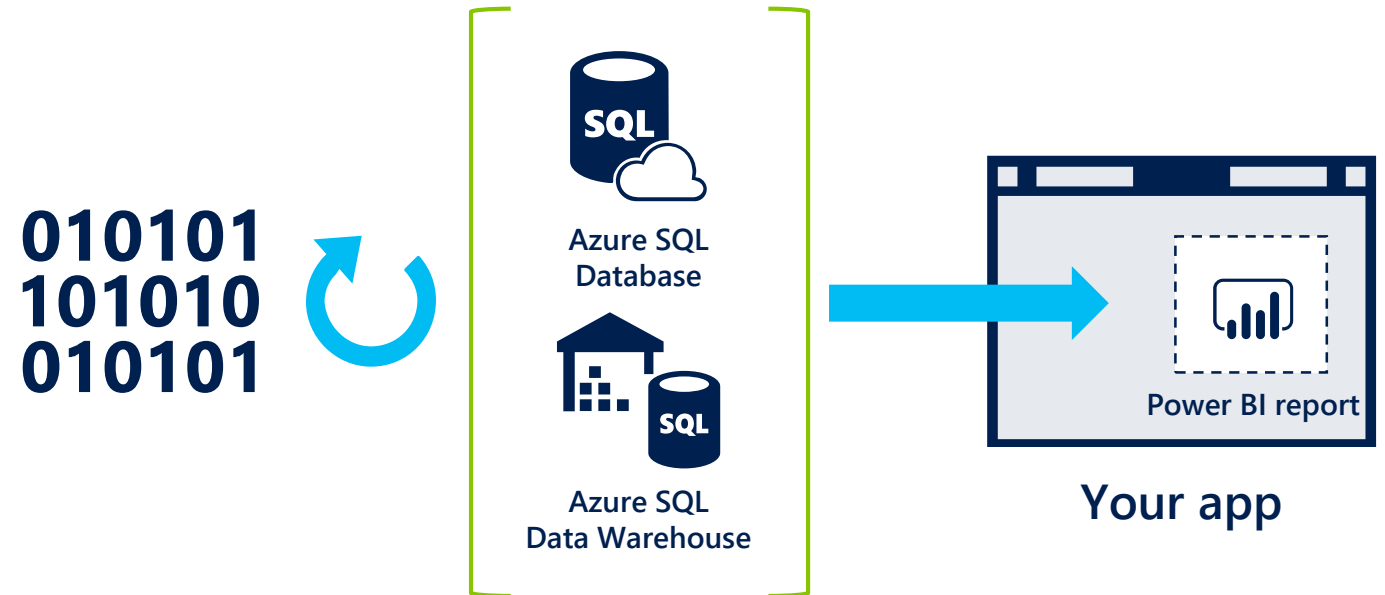 010101
101010
010101
SQL
Azure SQL
Database
SQL
Azure SQL
Data Warehouse
Power BI report
Your app